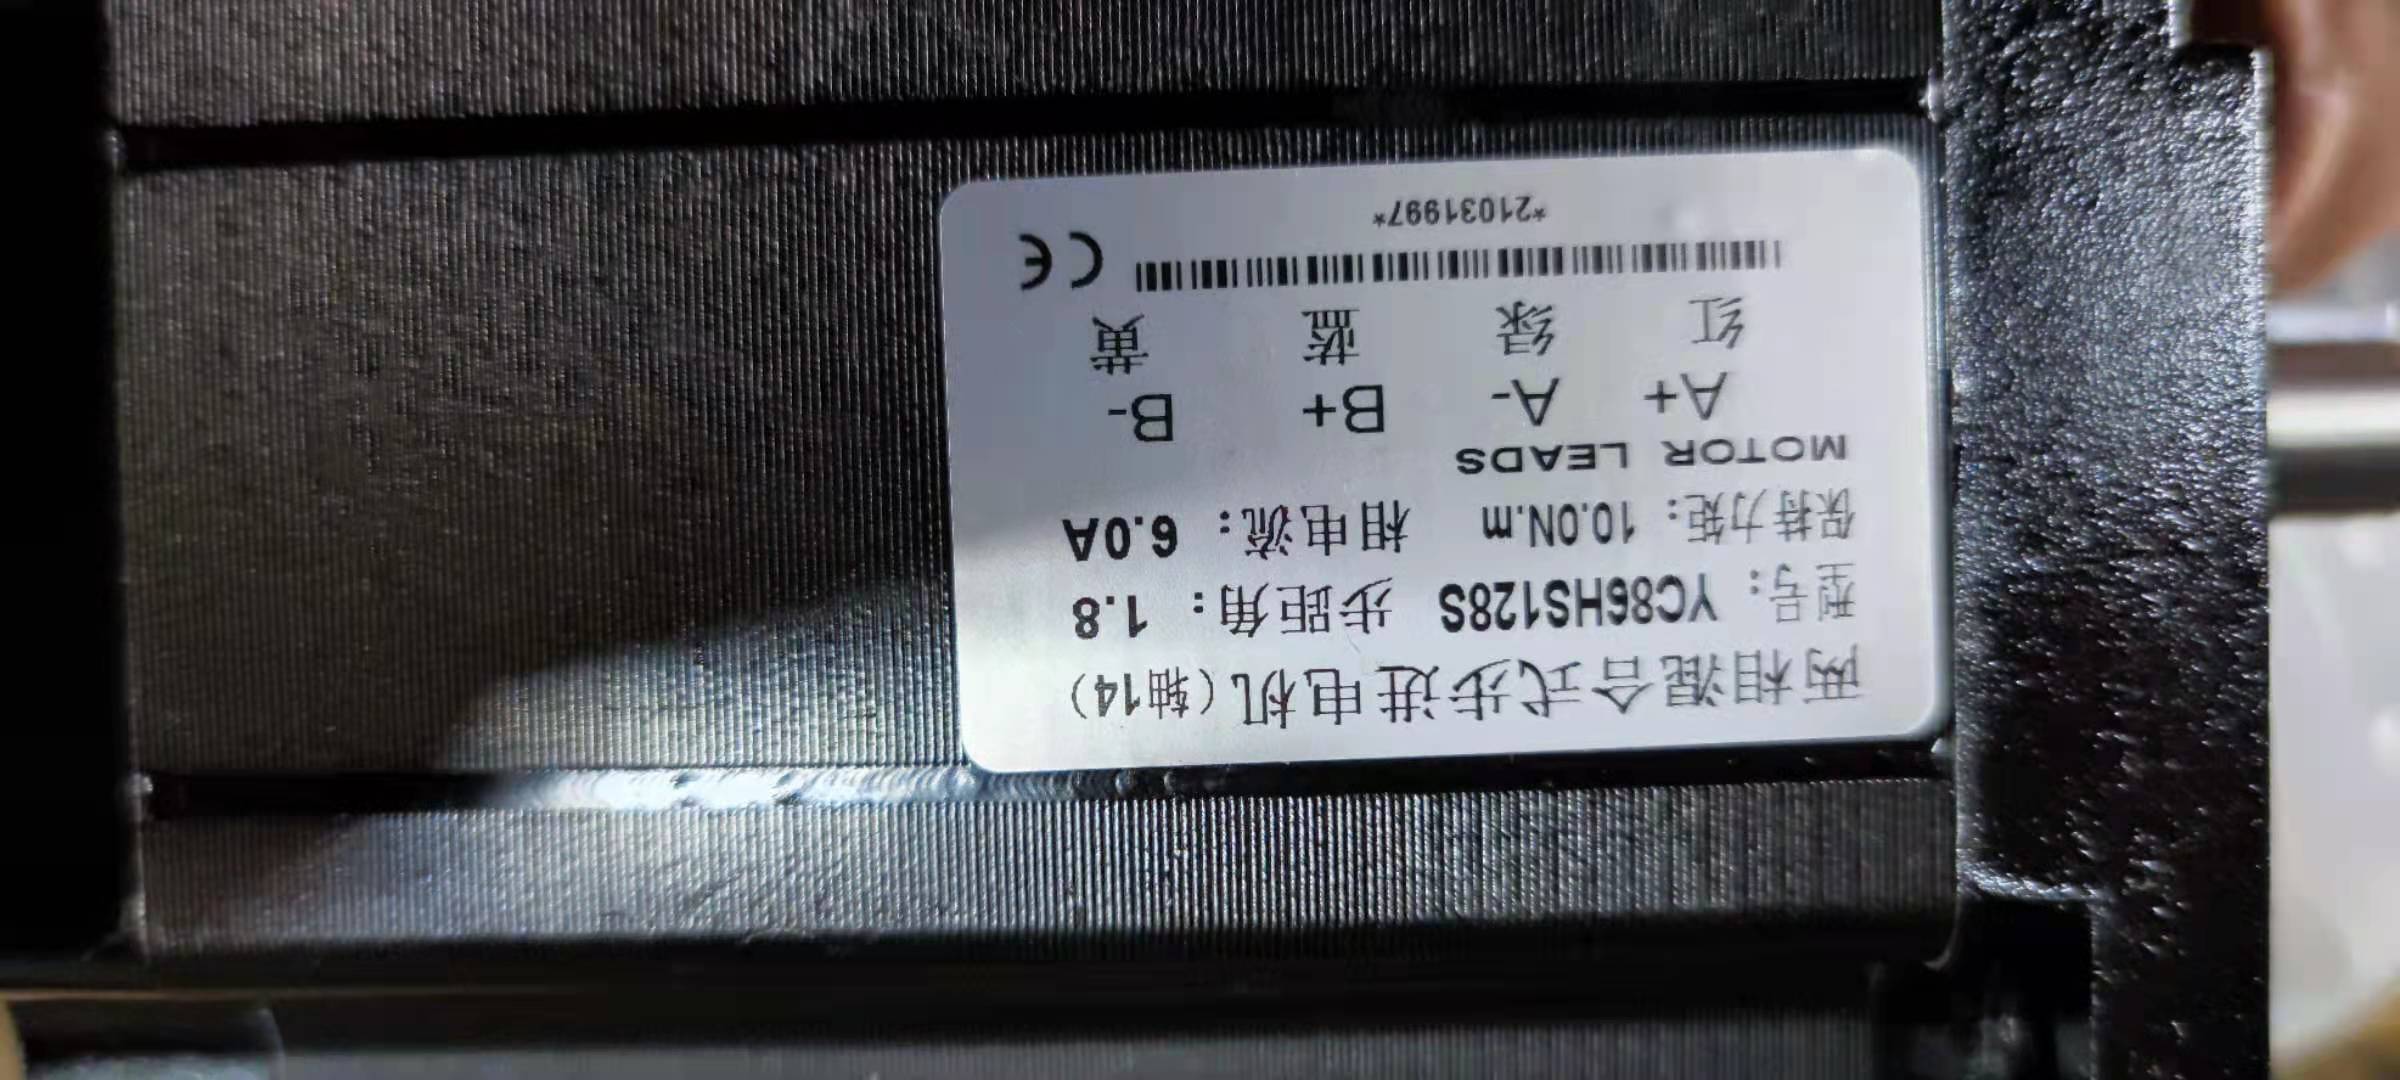 两相混合式步进电机(轴14)
型号: YC86HS128S 步距角: 1.8
保持力矩: 10.0N.m 相电流: 6.0A
MOTOR LEADS
A+ A- B+ B-
红 绿 蓝 黄
CE
*21031997*